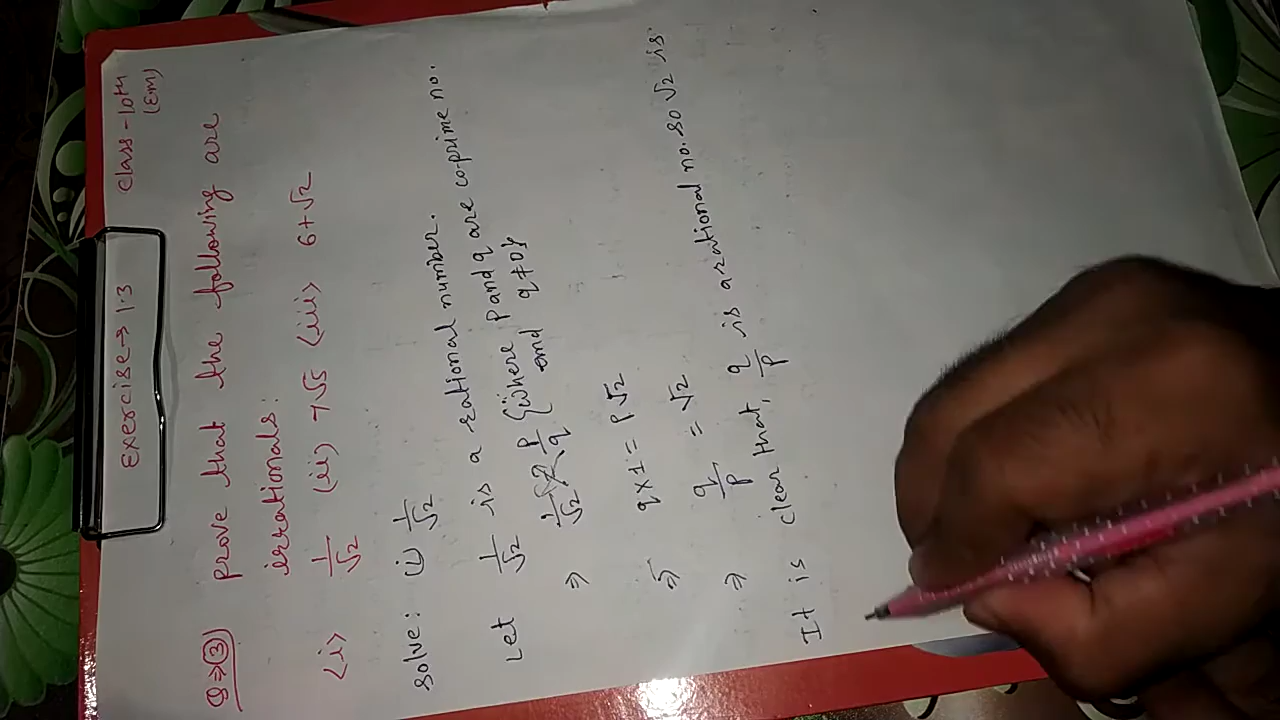 Exercise → 1.3
Class-10th
(EM)
Q⇒③ prove that the following are
irrationals:
(i) 1/√2 (ii) 7√5 (iii) 6+√2
Solve: (i) 1/√2
Let 1/√2 is a rational number.
⇒ 1/√2 = p/q {where p and q are coprime no.
and q≠0}
⇒ q×1 = p√2
⇒ q/p = √2
It is clear that, q/p is a rational no. so √2 is